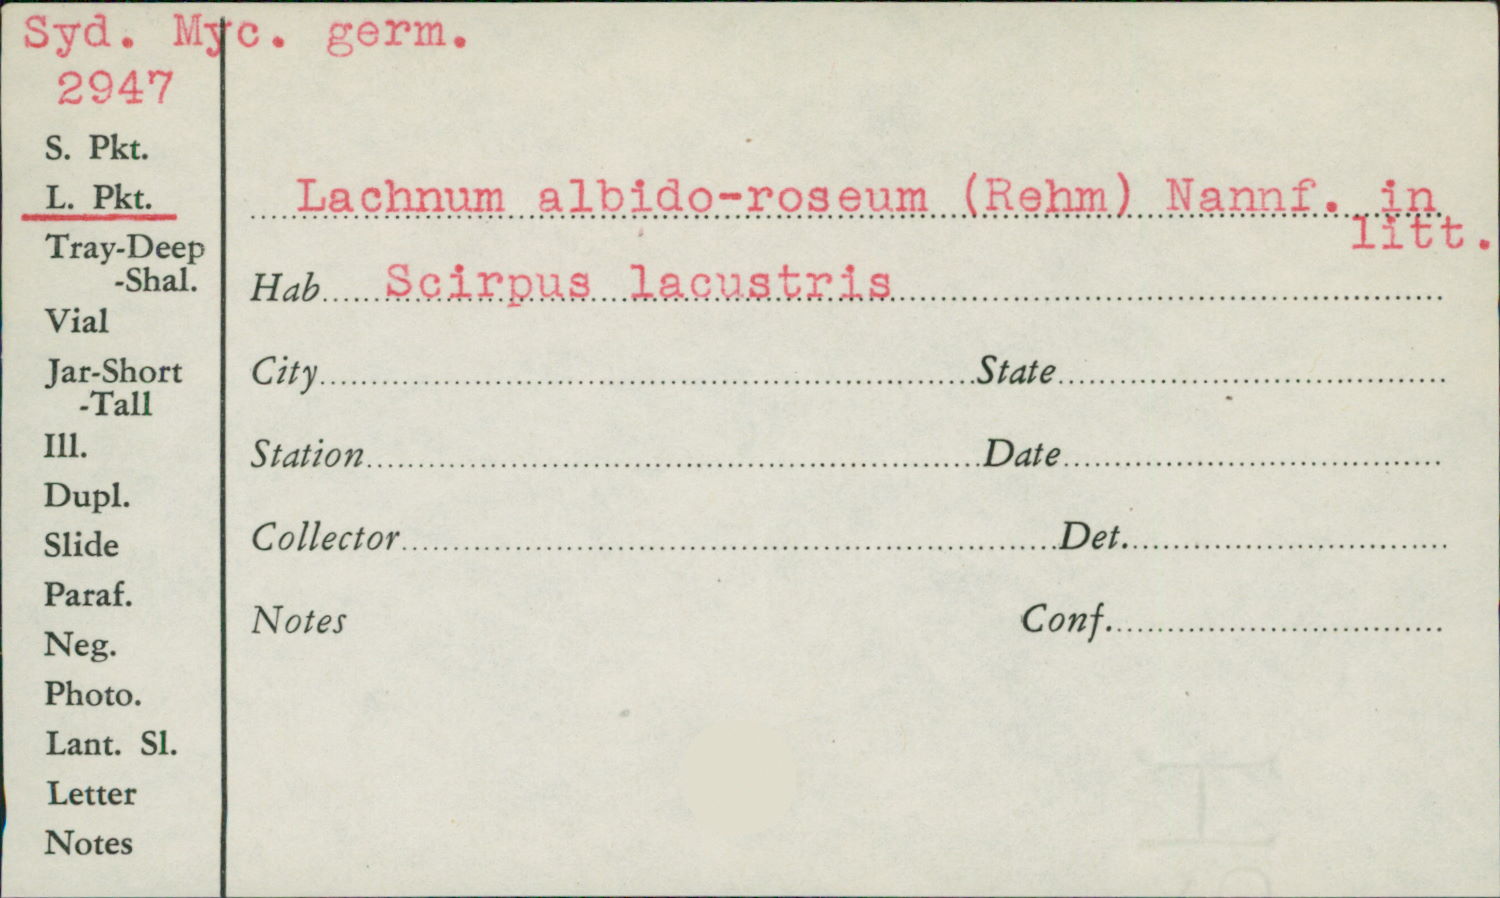 Syd. Myc. germ.
2947
S. Pkt.
L. Pkt.
Tray-Deep
-Shal.
Vial
Jar-Short
-Tall
Ill.
Dupl.
Slide
Paraf.
Neg.
Photo.
Lant. Sl.
Letter
Notes
Lachnum albido-roseum (Rehm) Nannf. in
litt.
Hab. Scirpus lacustris
City State
Station Date
Collector Det.
Notes Conf.